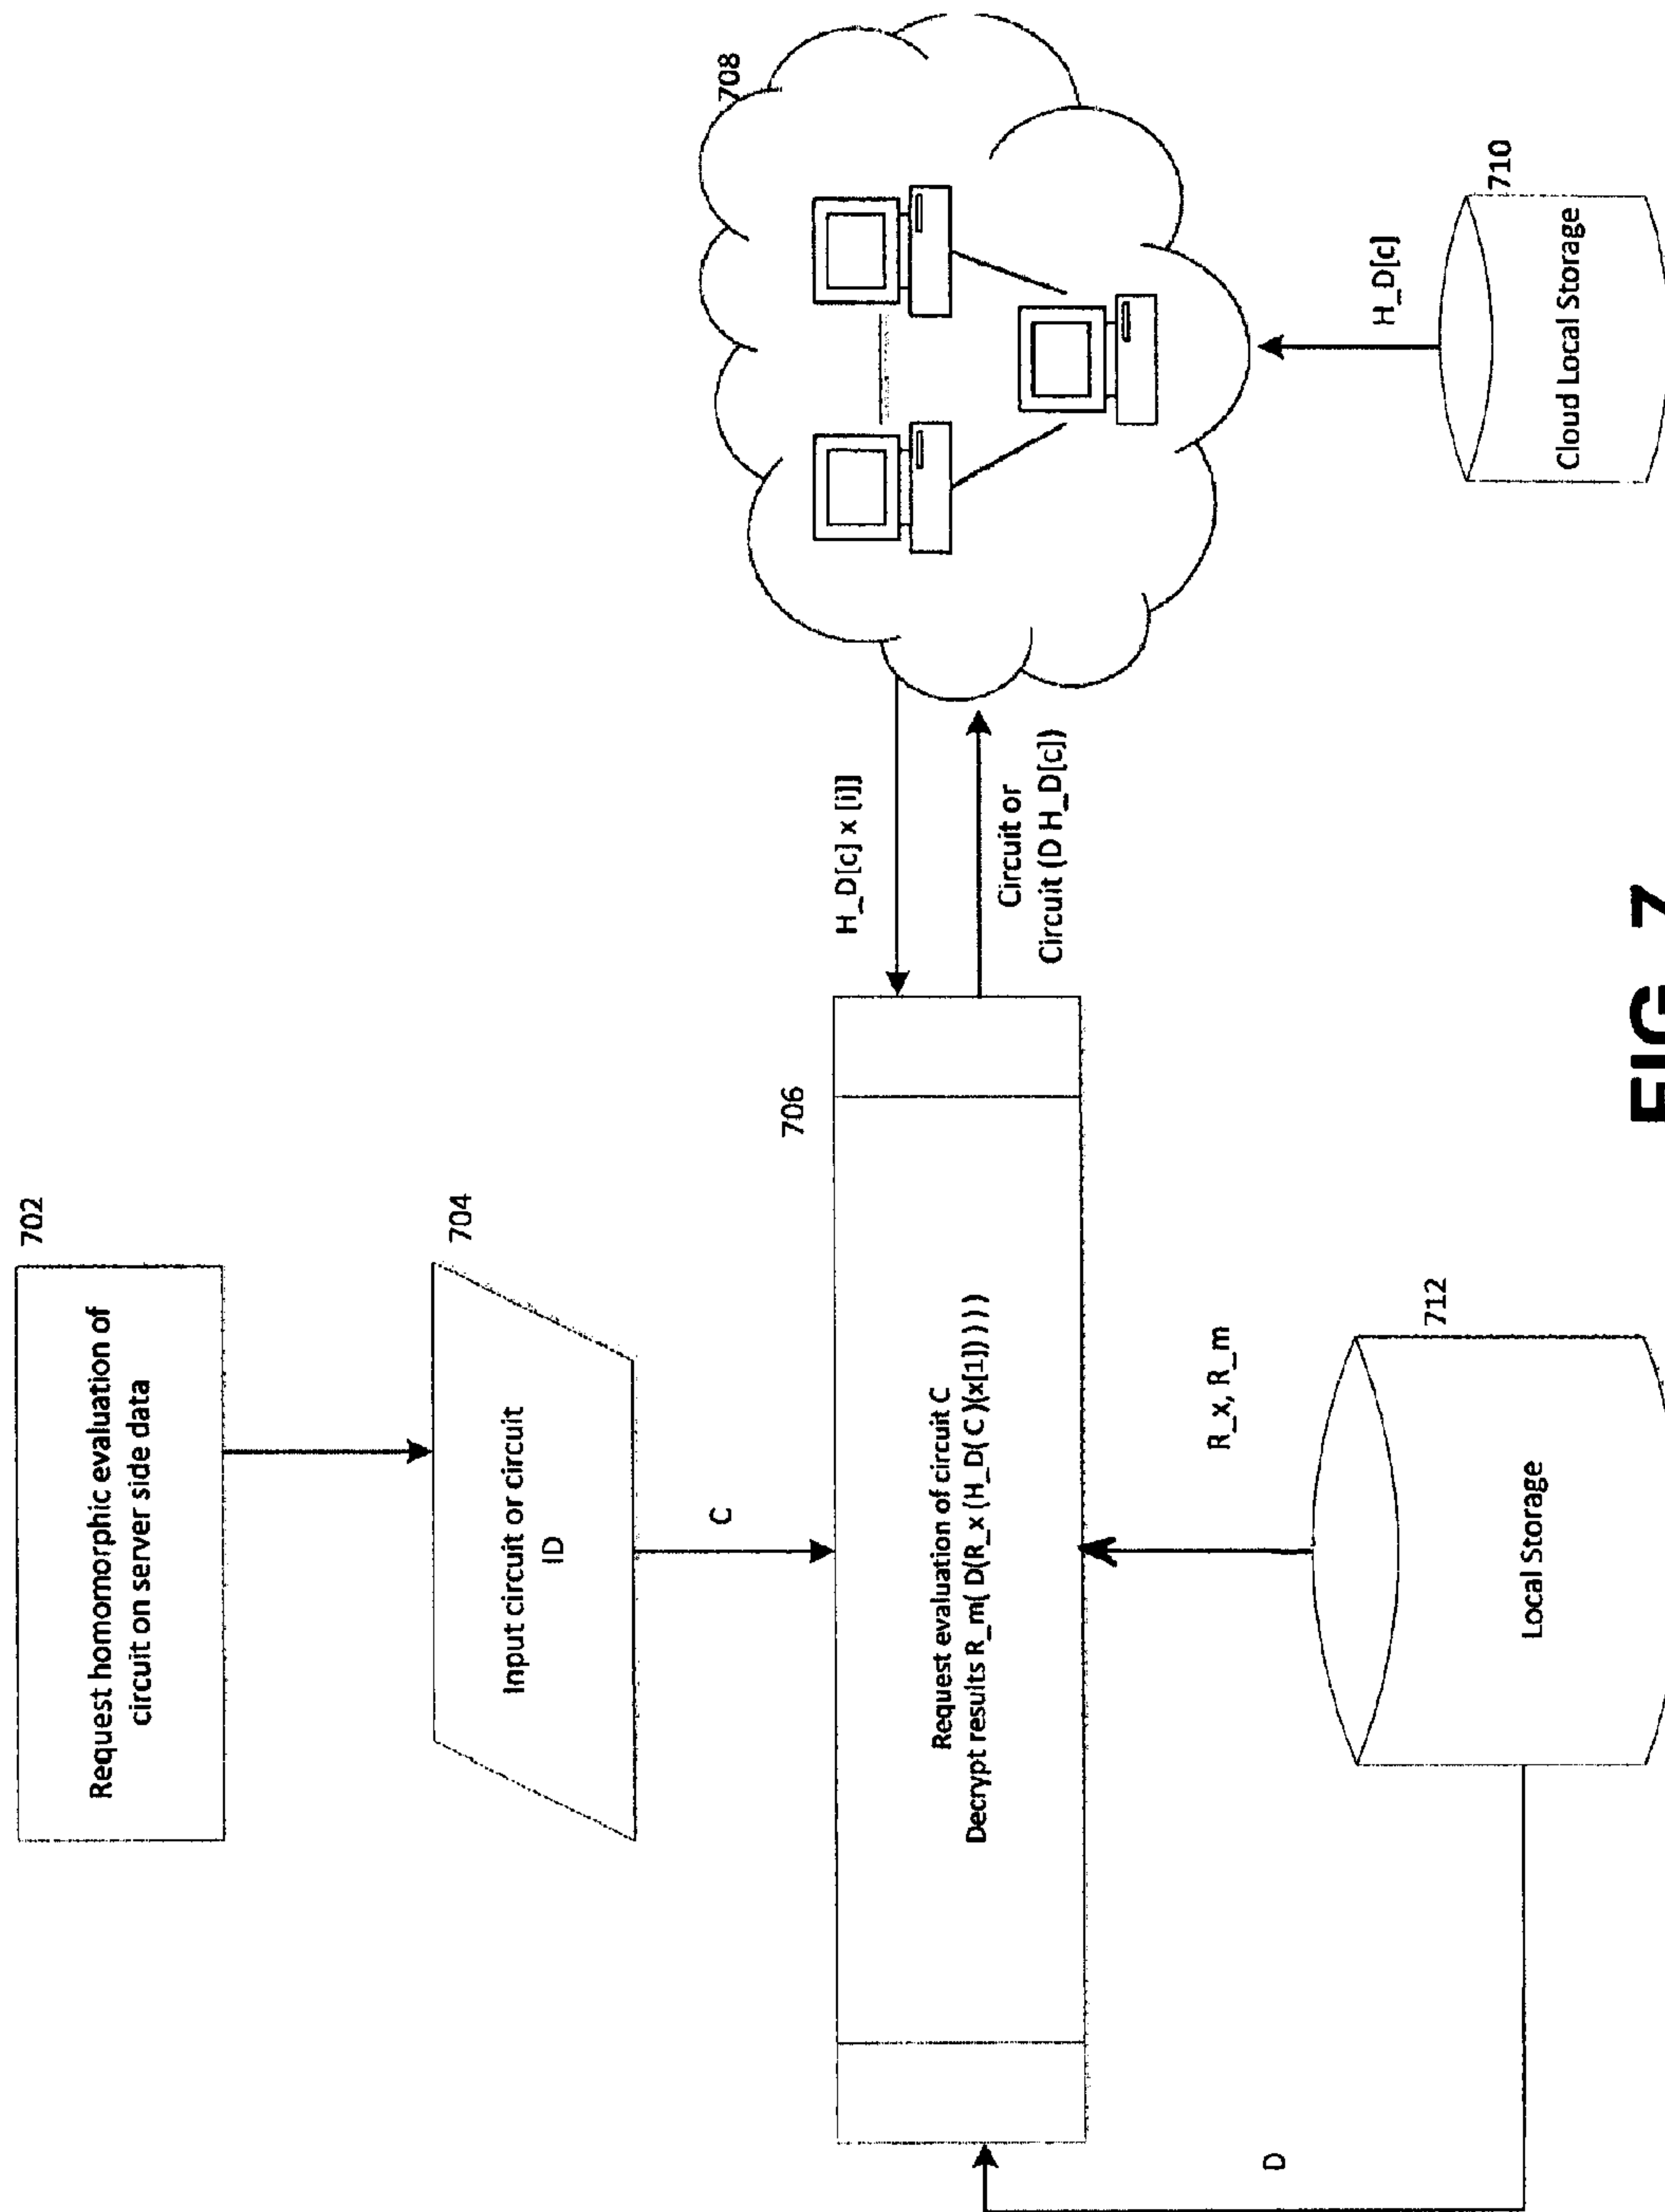 702
Request homomorphic evaluation of
circuit on server side data
704
Input circuit or circuit
ID
C
706
Request evaluation of circuit C
Decrypt results R_m( D(R_x (H_D( C )(x[1])))))
H_D[c] x [i]]
Circuit or
Circuit (D H_D[c])
708
H_D[c]
710
Cloud Local Storage
R_x, R_m
712
Local Storage
D
FIG. 7